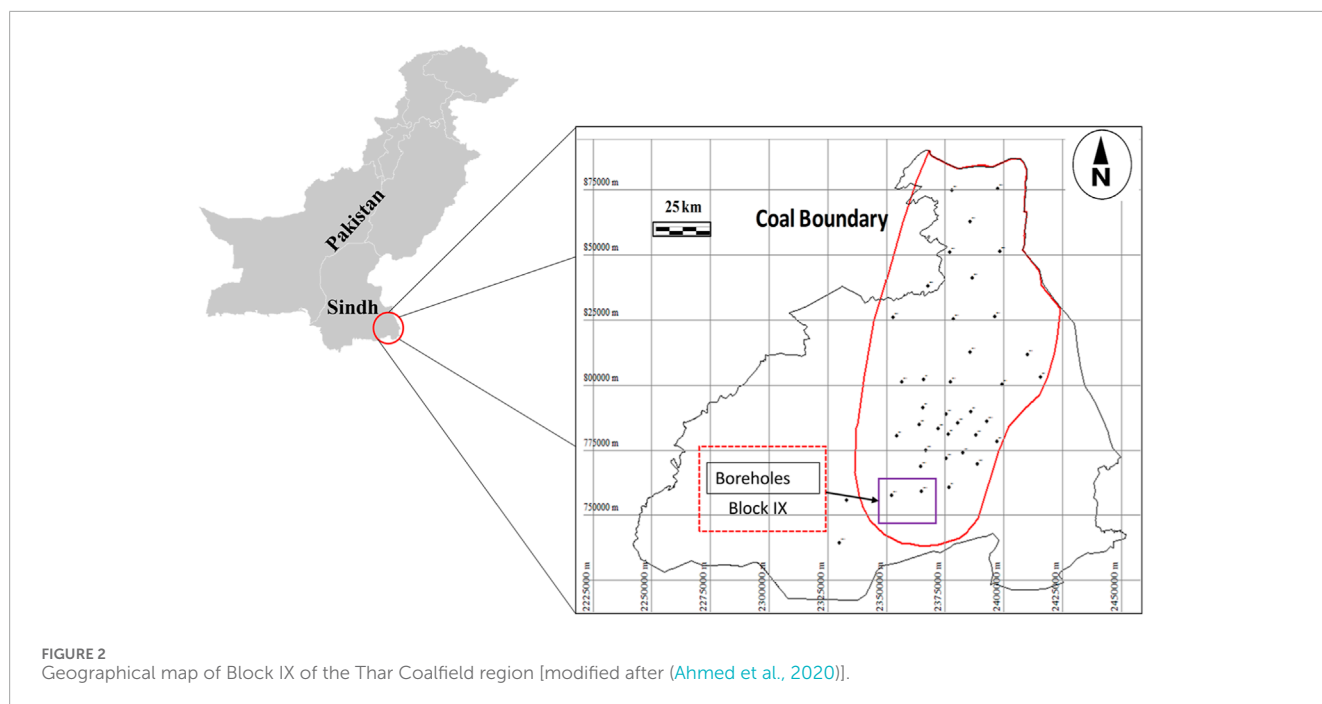 Pakistan
Sindh
N
25 km
Coal Boundary
875000 m
850000 m
825000 m
800000 m
775000 m
750000 m
Boreholes
Block IX
2225000 m
2250000 m
2275000 m
2300000 m
2325000 m
2350000 m
2375000 m
2400000 m
2425000 m
2450000 m
FIGURE 2
Geographical map of Block IX of the Thar Coalfield region [modified after (Ahmed et al., 2020)].